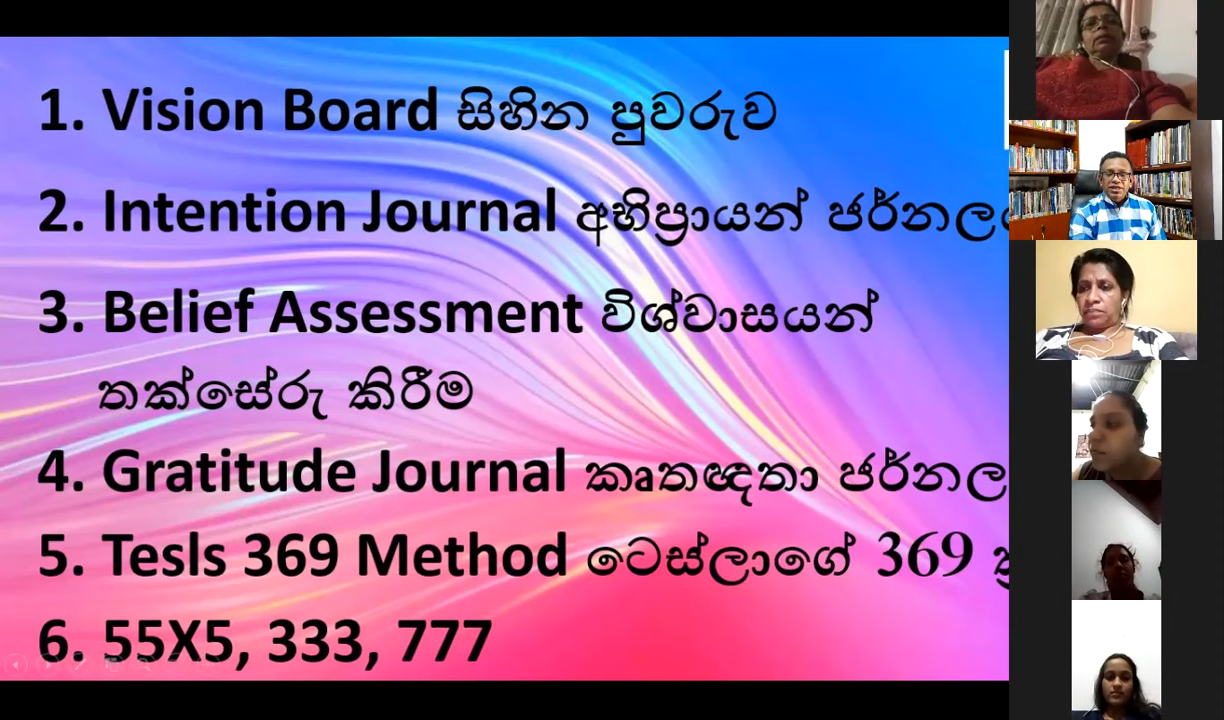 1. Vision Board සිහින පුවරුව
2. Intention Journal අභිප්‍රායන් ජර්නල
3. Belief Assessment විශ්වාසයන්
තක්සේරු කිරීම
4. Gratitude Journal කෘතඥතා ජර්නල
5. Tesls 369 Method ටෙස්ලාගේ 369
6. 55X5, 333, 777